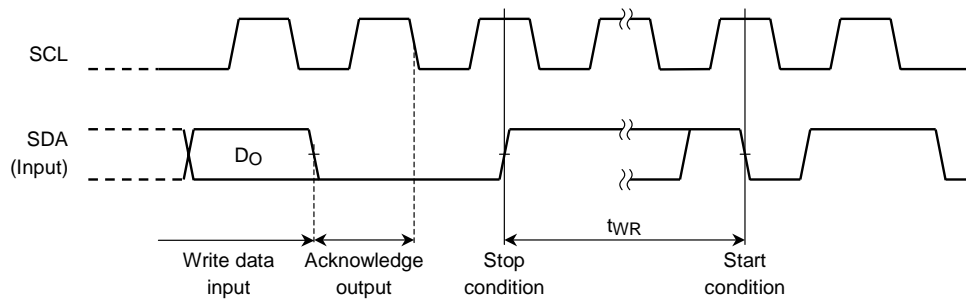 SCL
SDA
(Input)
DO
tWR
Write data
input
Acknowledge
output
Stop
condition
Start
condition